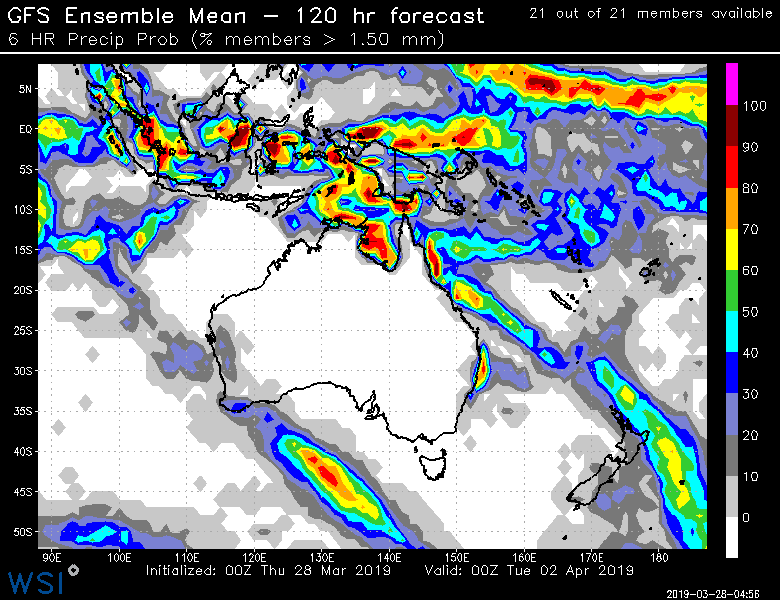 GFS Ensemble Mean – 120 hr forecast
21 out of 21 members available
6 HR Precip Prob (% members > 1.50 mm)
5N
EQ
5S
10S
15S
20S
25S
30S
35S
40S
45S
50S
90E 100E 110E 120E 130E 140E 150E 160E 170E 180
100
90
80
70
60
50
40
30
20
10
0
Initialized: 00Z Thu 28 Mar 2019 Valid: 00Z Tue 02 Apr 2019
WSI
2019-03-28-04:56